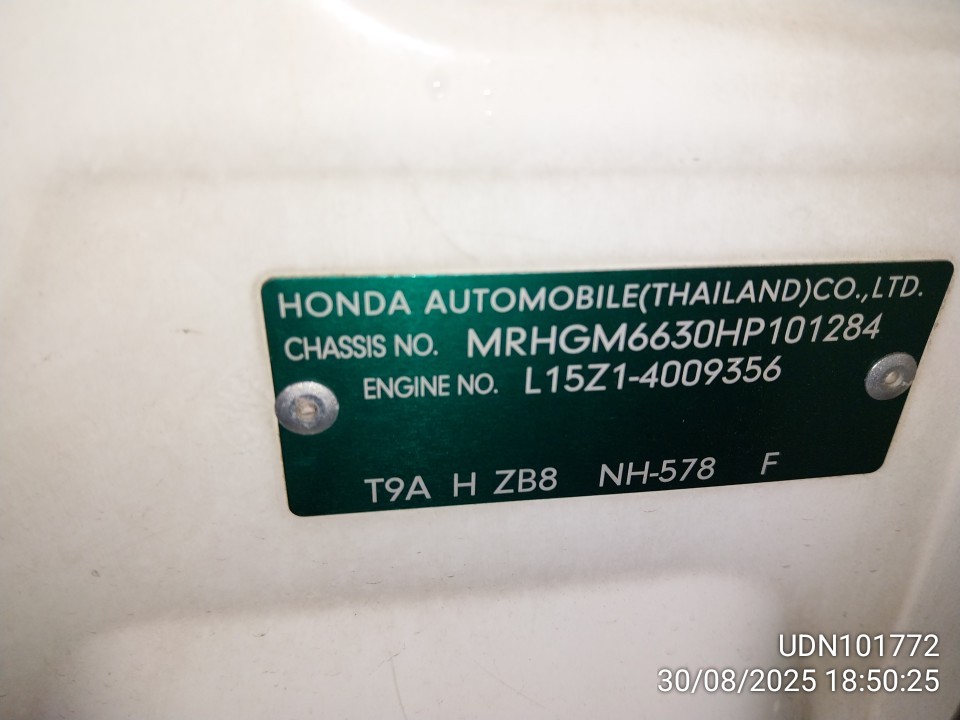 HONDA AUTOMOBILE(THAILAND)CO.,LTD.
CHASSIS NO. MRHGM6630HP101284
ENGINE NO. L15Z1-4009356
T9A H ZB8 NH-578 F
UDN101772
30/08/2025 18:50:25